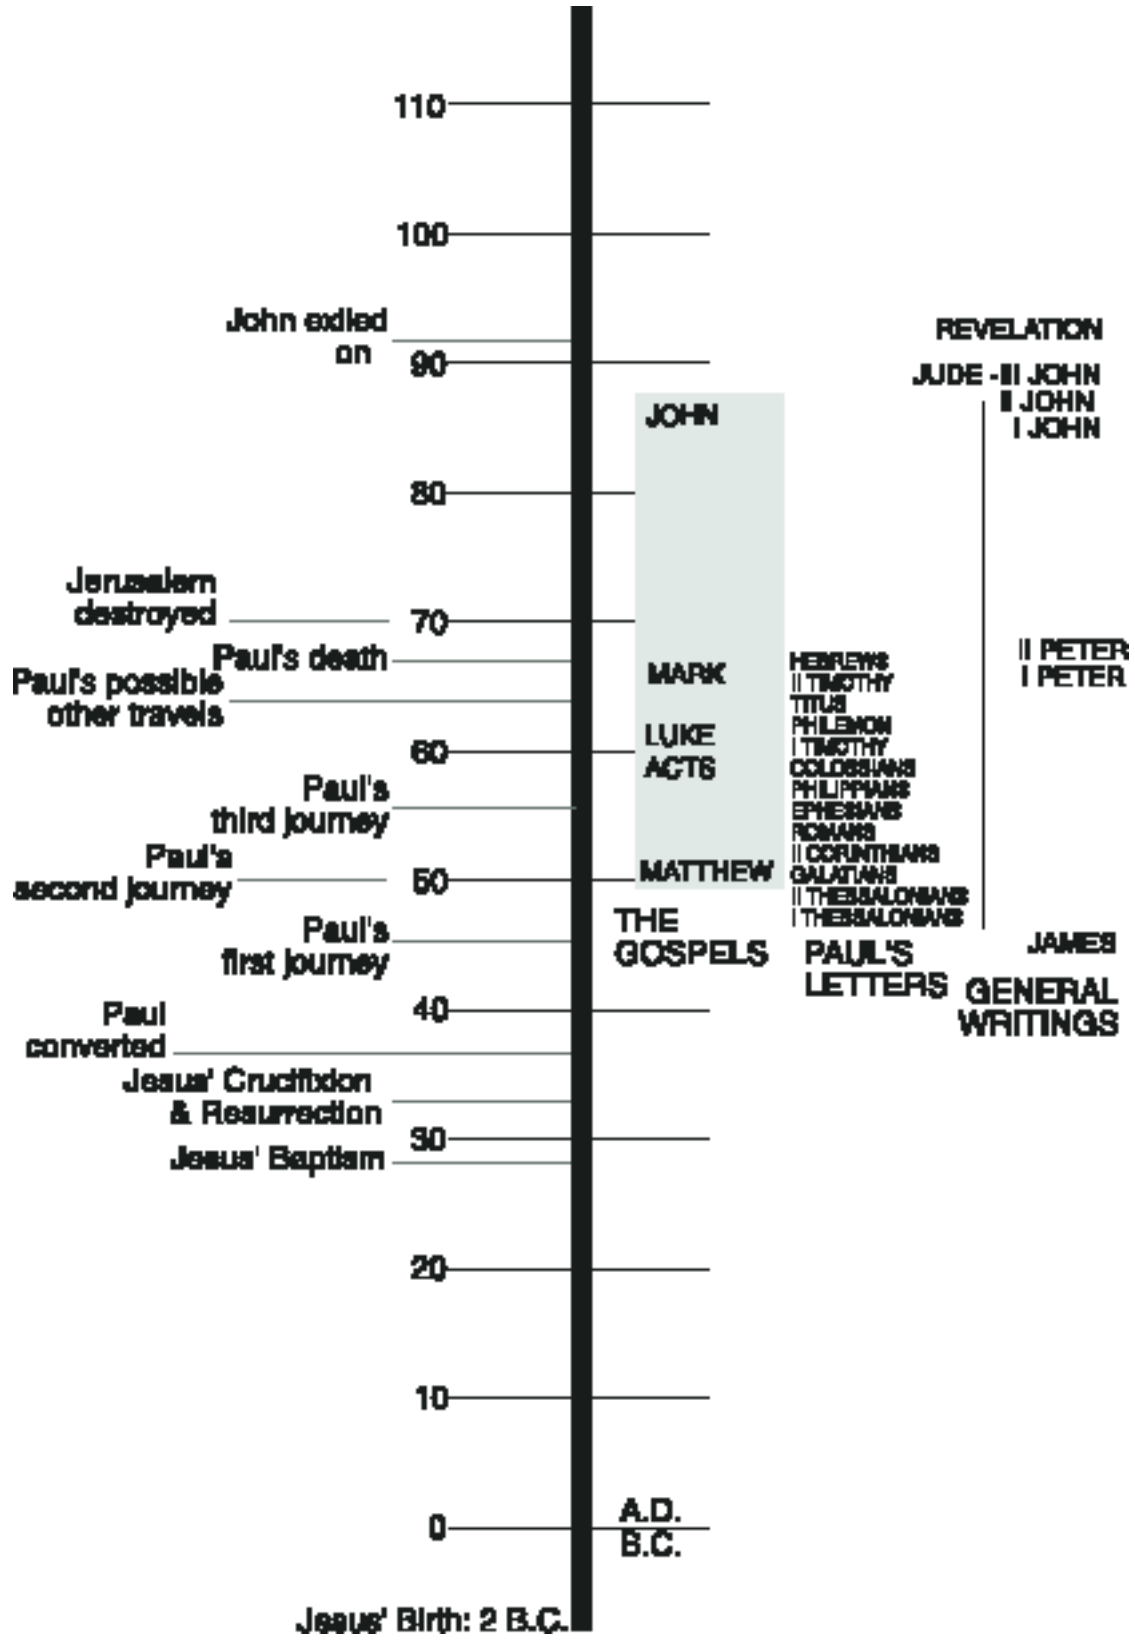 110
100
John exiled
on
90
80
Jerusalem
destroyed
70
Paul's death
Paul's possible
other travels
60
Paul's
third journey
Paul's
second journey
50
Paul's
first journey
40
Paul
converted
Jesus' Crucifixion
& Resurrection
30
Jesus' Baptism
20
10
0
A.D.
B.C.
Jesus' Birth: 2 B.C.
JOHN
MARK
LUKE
ACTS
MATTHEW
THE
GOSPELS
HEBREWS
II TIMOTHY
TITUS
PHILEMON
I TIMOTHY
COLOSSIANS
PHILIPPIANS
EPHESIANS
ROMANS
II CORINTHIANS
GALATIANS
II THESSALONIANS
I THESSALONIANS
PAUL'S
LETTERS
REVELATION
JUDE - III JOHN
II JOHN
I JOHN
II PETER
I PETER
JAMES
GENERAL
WRITINGS